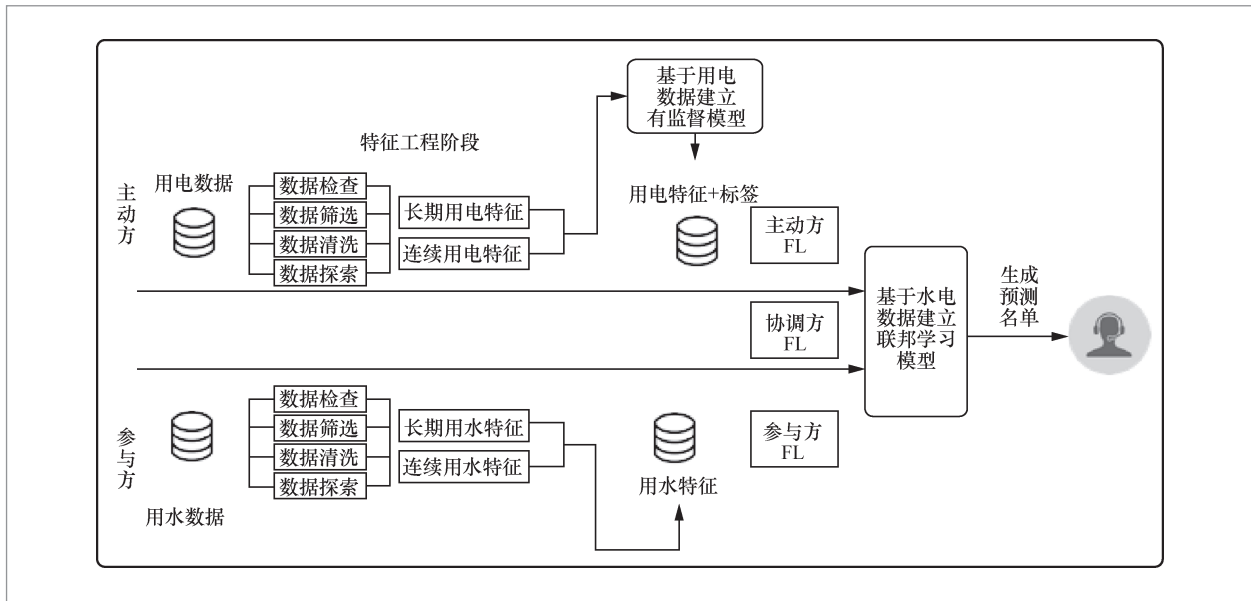 基于用电
数据建立
有监督模型
特征工程阶段
主动方
用电数据
数据检查
数据筛选
数据清洗
数据探索
长期用电特征
连续用电特征
用电特征+标签
主动方
FL
协调方
FL
基于水电
数据建立
联邦学习
模型
生成
预测
名单
参与方
用水数据
数据检查
数据筛选
数据清洗
数据探索
长期用水特征
连续用水特征
用水特征
参与方
FL